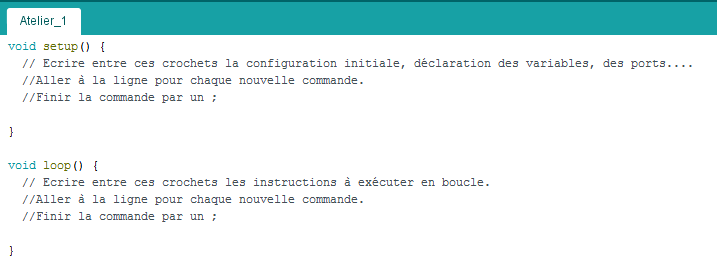 Atelier_1
void setup() {
// Ecrire entre ces crochets la configuration initiale, déclaration des variables, des ports....
//Aller à la ligne pour chaque nouvelle commande.
//Finir la commande par un ;
}
void loop() {
// Ecrire entre ces crochets les instructions à exécuter en boucle.
//Aller à la ligne pour chaque nouvelle commande.
//Finir la commande par un ;
}